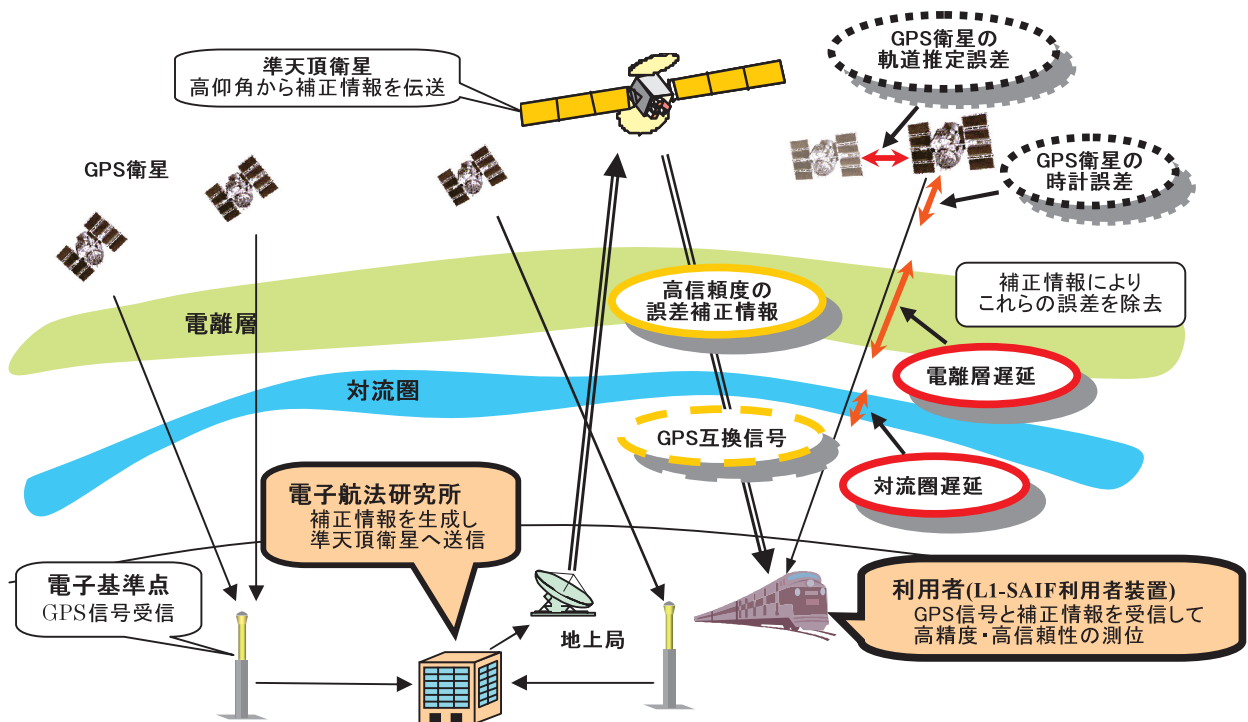 準天頂衛星
高仰角から補正情報を伝送
GPS衛星の
軌道推定誤差
GPS衛星
GPS衛星の
時計誤差
補正情報により
これらの誤差を除去
高信頼度の
誤差補正情報
電離層
電離層遅延
対流圏
GPS互換信号
対流圏遅延
電子航法研究所
補正情報を生成し
準天頂衛星へ送信
電子基準点
GPS信号受信
利用者(L1-SAIF利用者装置)
GPS信号と補正情報を受信して
高精度・高信頼性の測位
地上局